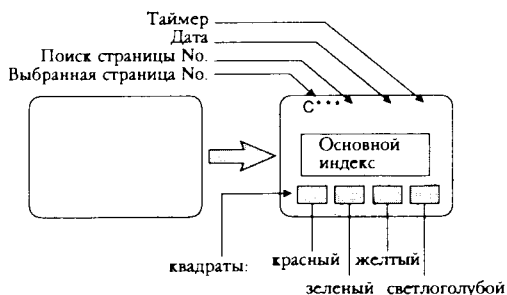 Таймер
Дата
Поиск страницы No.
Выбранная страница No.
С***
Основной
индекс
квадраты:
красный желтый
зеленый светлоголубой